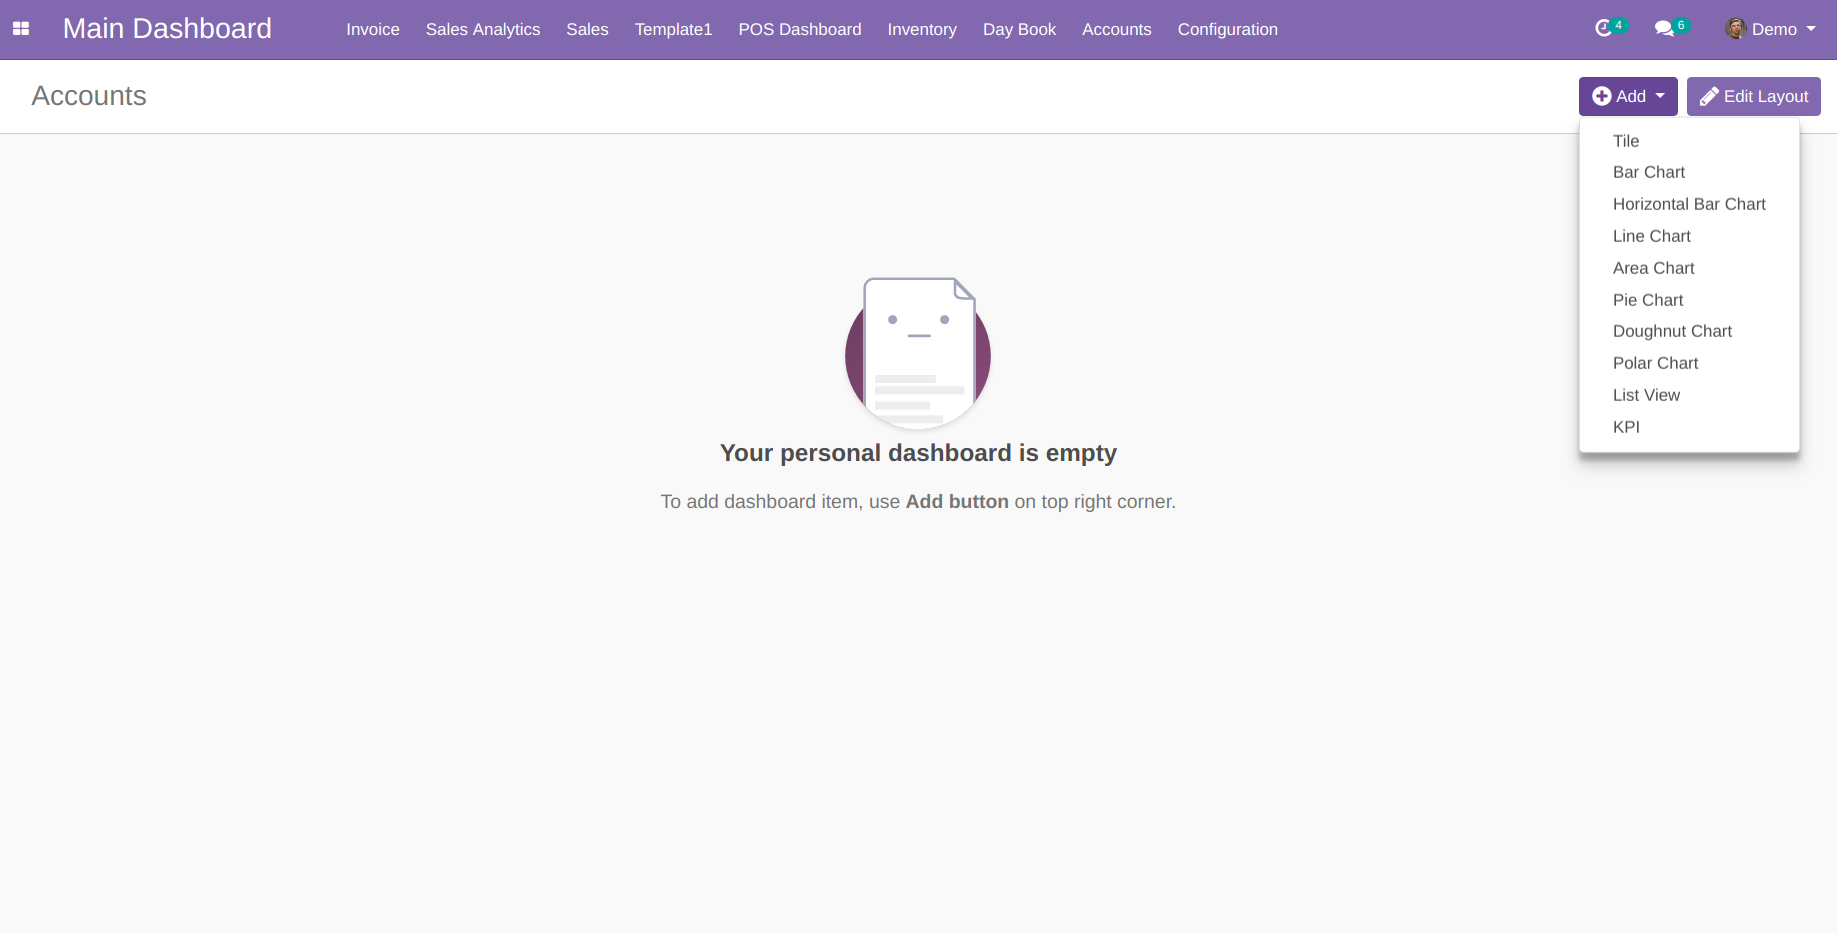 Main Dashboard Invoice Sales Analytics Sales Template1 POS Dashboard Inventory Day Book Accounts Configuration 4 6 Demo
Accounts Add Edit Layout
Tile
Bar Chart
Horizontal Bar Chart
Line Chart
Area Chart
Pie Chart
Doughnut Chart
Polar Chart
List View
KPI
Your personal dashboard is empty
To add dashboard item, use Add button on top right corner.